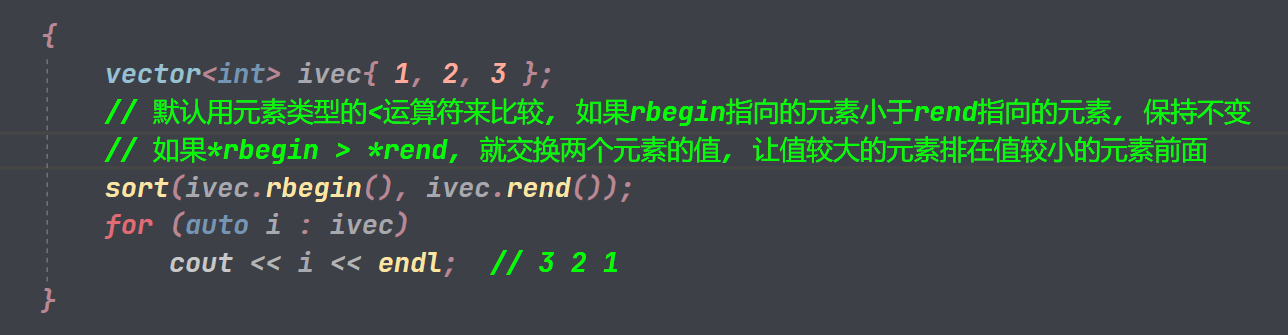 {
vector<int> ivec{ 1, 2, 3 };
// 默认用元素类型的<运算符来比较, 如果rbegin指向的元素小于rend指向的元素, 保持不变
// 如果*rbegin > *rend, 就交换两个元素的值, 让值较大的元素排在值较小的元素前面
sort(ivec.rbegin(), ivec.rend());
for (auto i : ivec)
cout << i << endl;  // 3 2 1
}